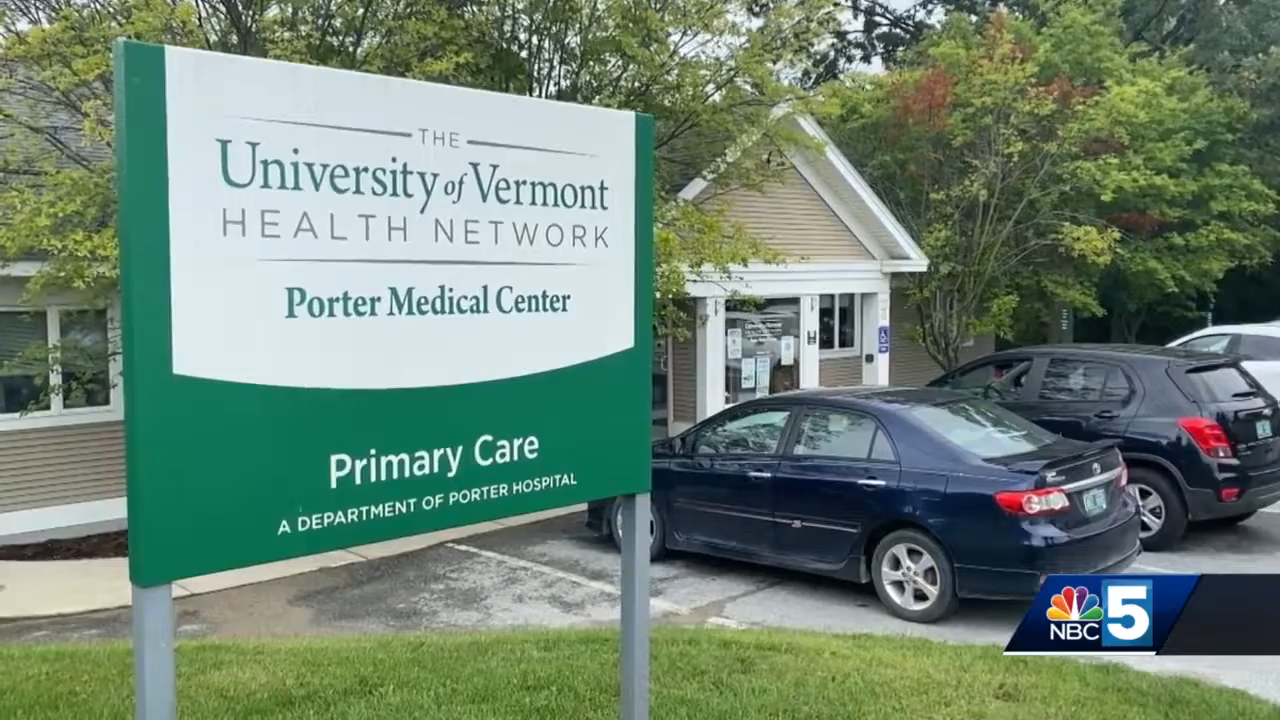 THE
University of Vermont
HEALTH NETWORK
Porter Medical Center
Primary Care
A DEPARTMENT OF PORTER HOSPITAL
NBC 5